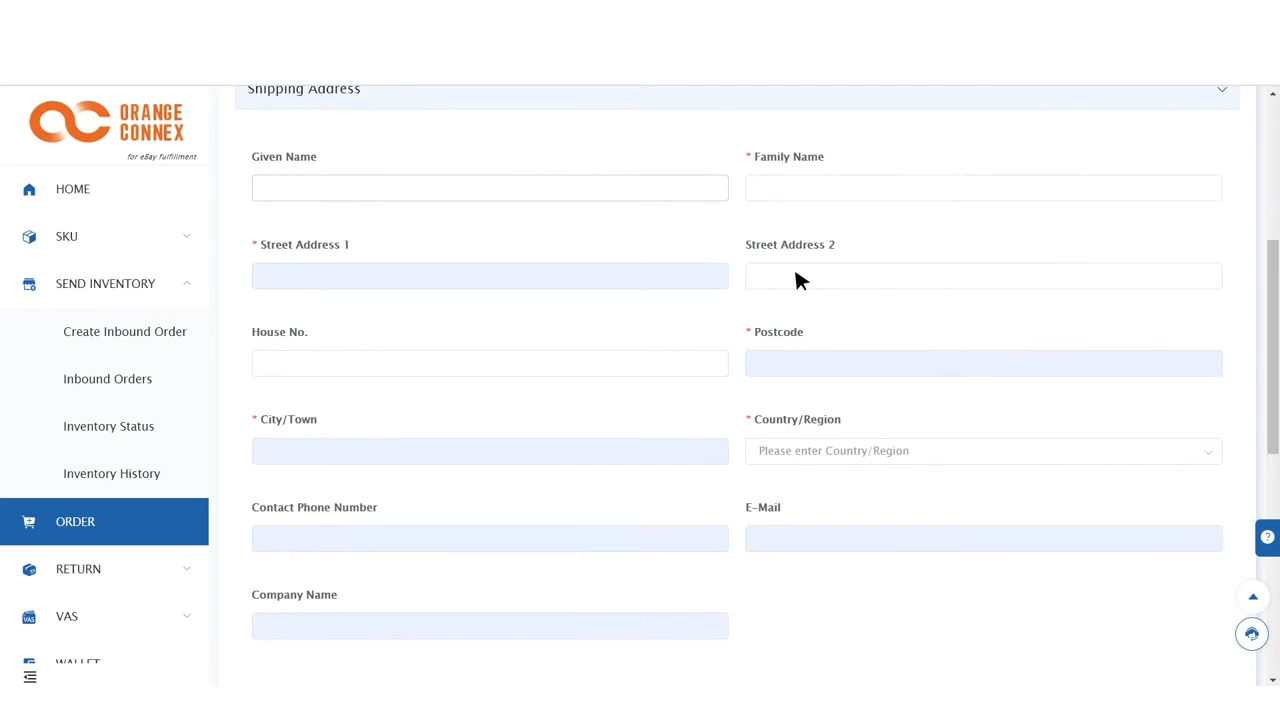 Shipping Address
ORANGE
CONNEX
for eBay fulfillment
HOME
SKU
SEND INVENTORY
Create Inbound Order
Inbound Orders
Inventory Status
Inventory History
ORDER
RETURN
VAS
VAS
WALLET
Given Name
* Family Name
* Street Address 1
Street Address 2
House No.
* Postcode
* City/Town
* Country/Region
Please enter Country/Region
Contact Phone Number
E-Mail
Company Name
?